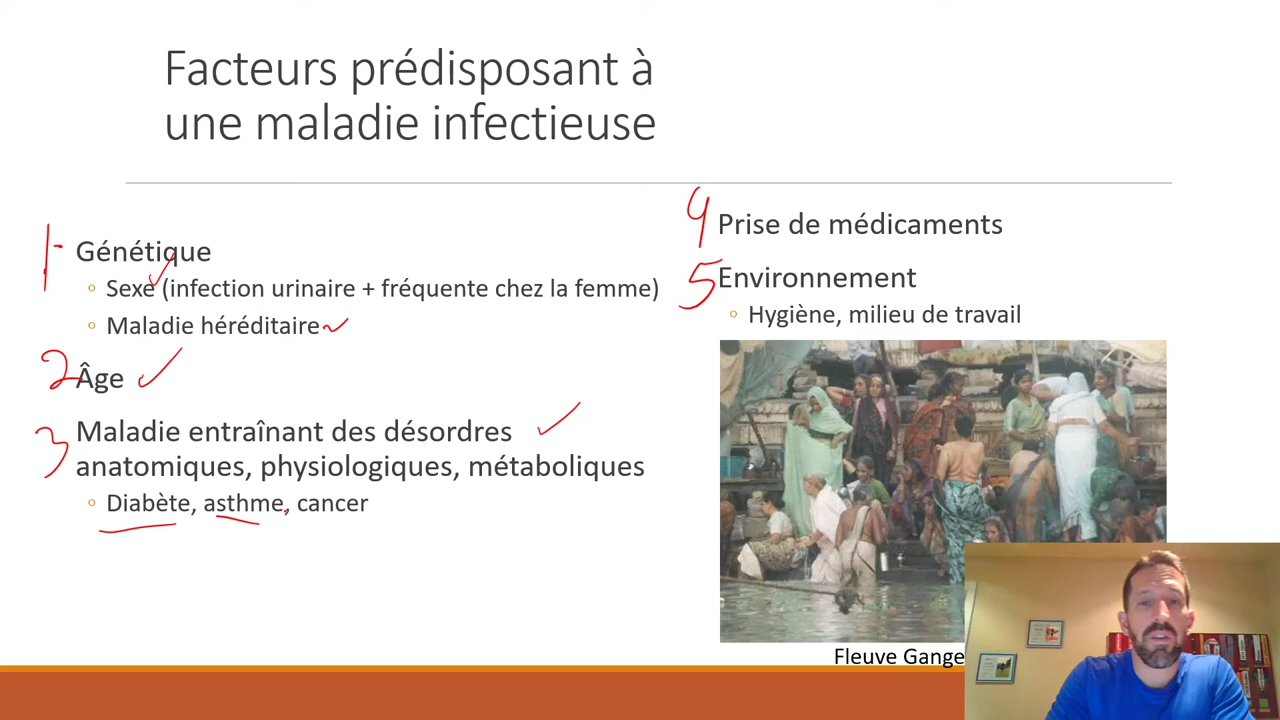 Facteurs prédisposant à
une maladie infectieuse
1- Génétique
◦ Sexe (infection urinaire + fréquente chez la femme)
◦ Maladie héréditaire
2 Âge
3 Maladie entraînant des désordres
anatomiques, physiologiques, métaboliques
◦ Diabète, asthme, cancer
4 Prise de médicaments
5 Environnement
◦ Hygiène, milieu de travail
Fleuve Gange